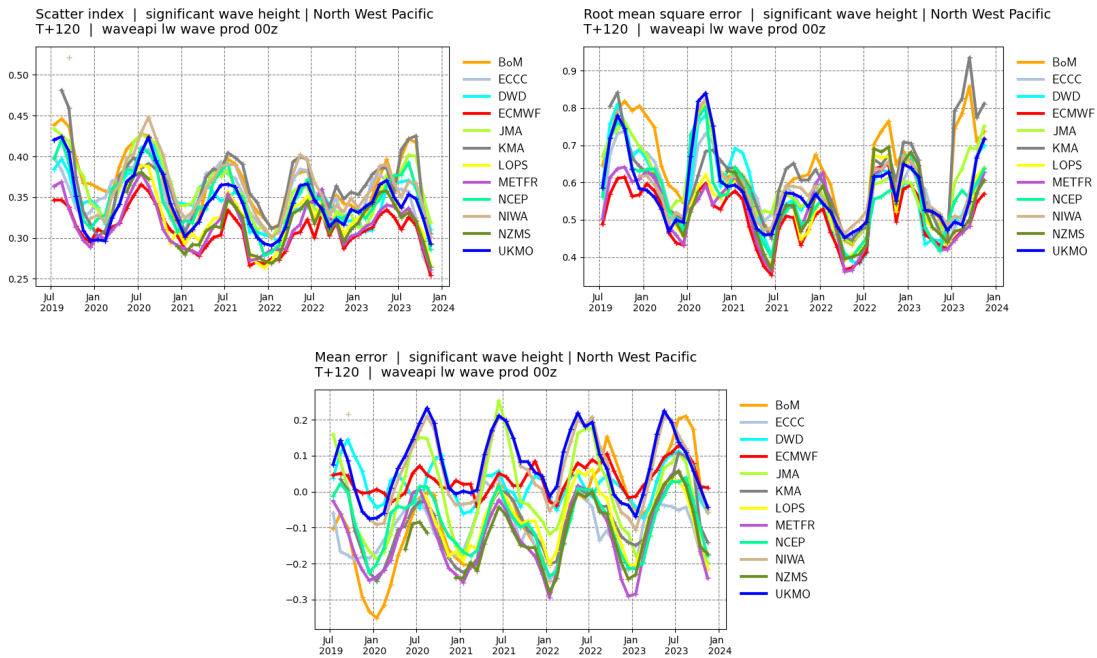 Scatter index | significant wave height | North West Pacific
T+120 | waveapi lw wave prod 00z
0.50
0.45
0.40
0.35
0.30
0.25
Jul 2019
Jan 2020
Jul 2020
Jan 2021
Jul 2021
Jan 2022
Jul 2022
Jan 2023
Jul 2023
Jan 2024
BoM
ECCC
DWD
ECMWF
JMA
KMA
LOPS
METFR
NCEP
NIWA
NZMS
UKMO
Root mean square error | significant wave height | North West Pacific
T+120 | waveapi lw wave prod 00z
0.9
0.8
0.7
0.6
0.5
0.4
Jul 2019
Jan 2020
Jul 2020
Jan 2021
Jul 2021
Jan 2022
Jul 2022
Jan 2023
Jul 2023
Jan 2024
BoM
ECCC
DWD
ECMWF
JMA
KMA
LOPS
METFR
NCEP
NIWA
NZMS
UKMO
Mean error | significant wave height | North West Pacific
T+120 | waveapi lw wave prod 00z
0.2
0.1
0.0
−0.1
−0.2
−0.3
Jul 2019
Jan 2020
Jul 2020
Jan 2021
Jul 2021
Jan 2022
Jul 2022
Jan 2023
Jul 2023
Jan 2024
BoM
ECCC
DWD
ECMWF
JMA
KMA
LOPS
METFR
NCEP
NIWA
NZMS
UKMO